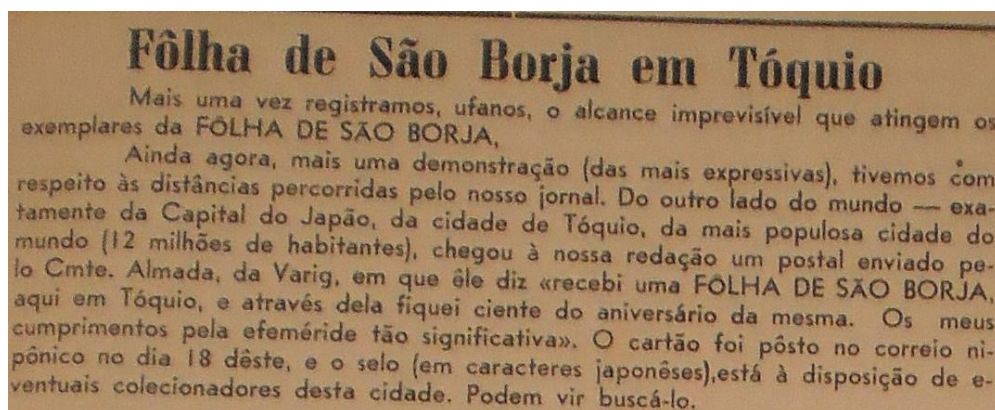 Fôlha de São Borja em Tóquio
Mais uma vez registramos, ufanos, o alcance imprevisível que atingem os
exemplares da FÔLHA DE SÃO BORJA,
Ainda agora, mais uma demonstração (das mais expressivas), tivemos com
respeito às distâncias percorridas pelo nosso jornal. Do outro lado do mundo — exa-
tamente da Capital do Japão, da cidade de Tóquio, da mais populosa cidade do
mundo (12 milhões de habitantes), chegou à nossa redação um postal enviado pe-
lo Cmte. Almada, da Varig, em que êle diz «recebi uma FÔLHA DE SÃO BORJA,
aqui em Tóquio, e através dela fiquei ciente do aniversário da mesma. Os meus
cumprimentos pela efeméride tão significativa». O cartão foi pôsto no correio ni-
pônico no dia 18 dêste, e o selo (em caracteres japonêses),está à disposição de e-
ventuais colecionadores desta cidade. Podem vir buscá-lo.